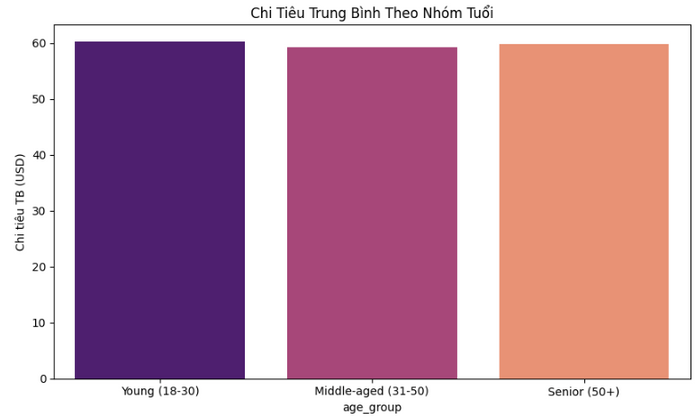 Chi Tiêu Trung Bình Theo Nhóm Tuổi
Chi tiêu TB (USD)
60
50
40
30
20
10
0
Young (18-30) Middle-aged (31-50) Senior (50+)
age_group